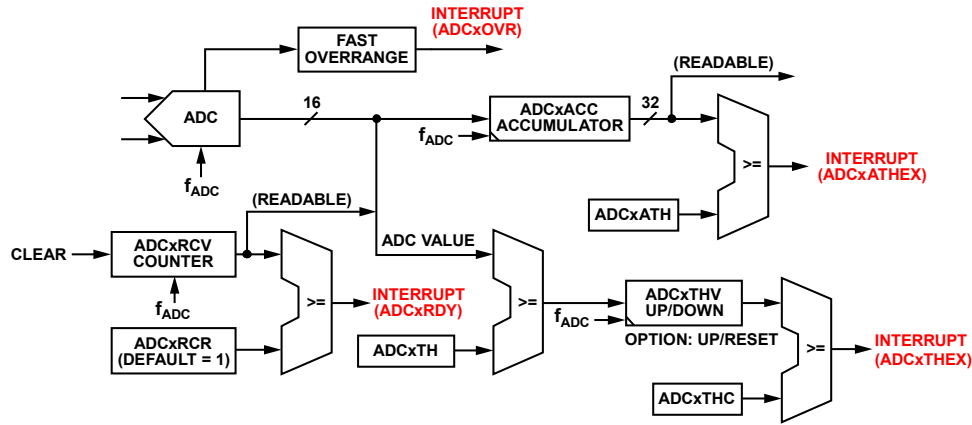 INTERRUPT
(ADCxOVR)
FAST
OVERRANGE
(READABLE)
ADC
16
ADCxACC
ACCUMULATOR
32
fADC
fADC
>=
INTERRUPT
(ADCxATHEX)
(READABLE)
ADCxATH
CLEAR
ADCxRCV
COUNTER
ADC VALUE
fADC
>=
INTERRUPT
(ADCxRDY)
>=
ADCxTHV
UP/DOWN
fADC
OPTION: UP/RESET
ADCxRCR
(DEFAULT = 1)
ADCxTH
>=
INTERRUPT
(ADCxTHEX)
ADCxTHC